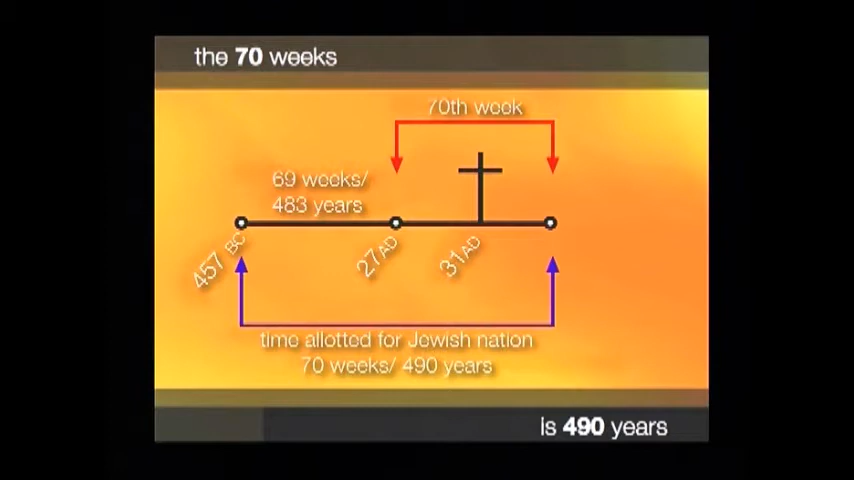 the 70 weeks
70th week
69 weeks/
483 years
457 BC
27AD
31AD
time allotted for Jewish nation
70 weeks/ 490 years
is 490 years